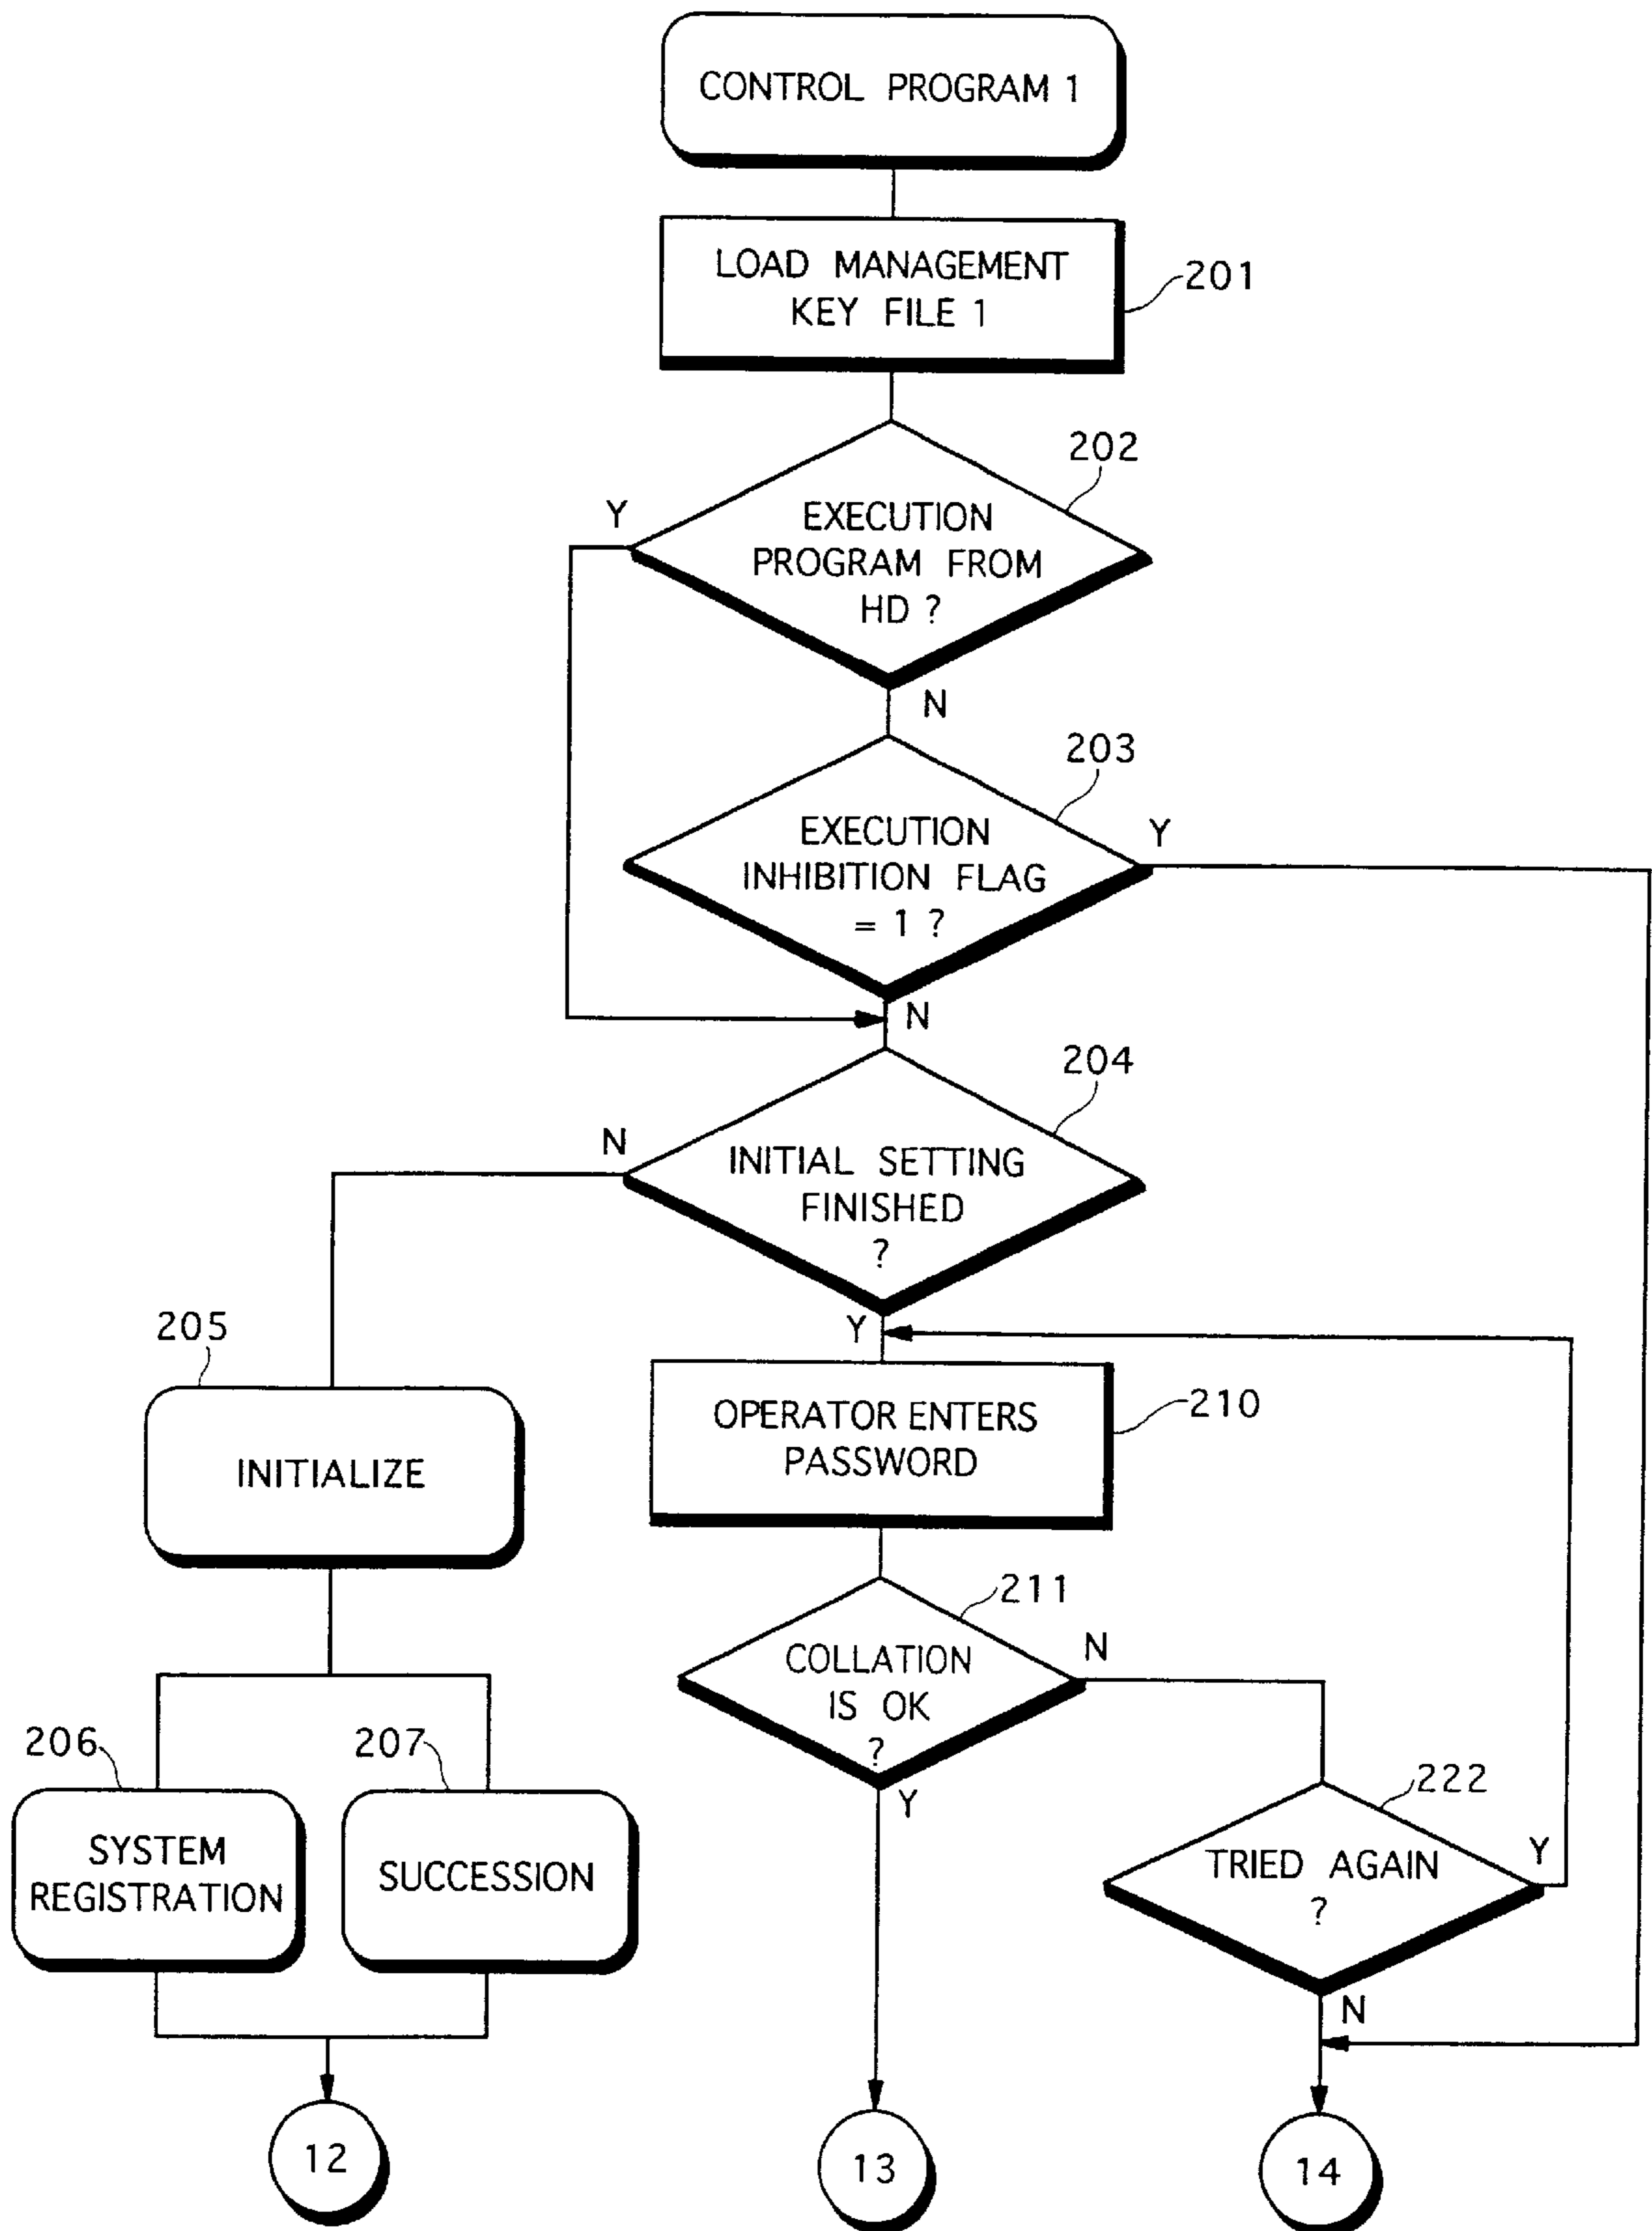 CONTROL PROGRAM 1
LOAD MANAGEMENT
KEY FILE 1
201
202
Y
EXECUTION
PROGRAM FROM
HD ?
N
203
EXECUTION
INHIBITION FLAG
= 1 ?
Y
N
204
N
INITIAL SETTING
FINISHED
?
Y
205
INITIALIZE
OPERATOR ENTERS
PASSWORD
210
211
COLLATION
IS OK
?
N
Y
206
SYSTEM
REGISTRATION
207
SUCCESSION
222
TRIED AGAIN
?
Y
N
12
13
14